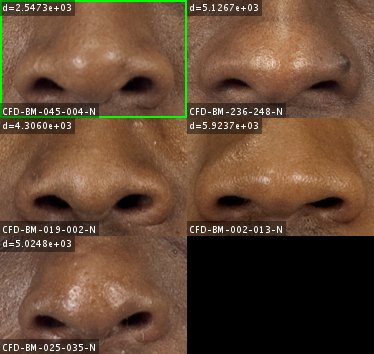 d=2.5473e+03
CFD-BM-045-004-N
d=5.1267e+03
CFD-BM-236-248-N
d=4.3060e+03
CFD-BM-019-002-N
d=5.9237e+03
CFD-BM-002-013-N
d=5.0248e+03
CFD-BM-025-035-N